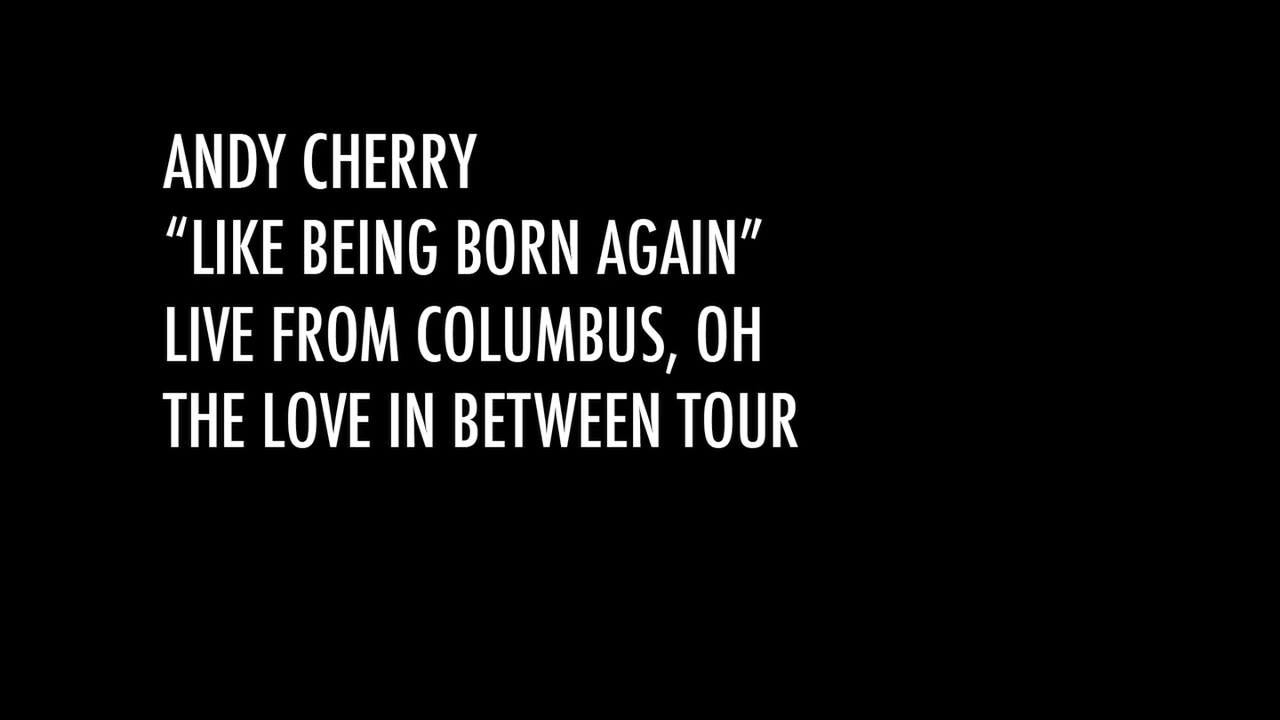 ANDY CHERRY
“LIKE BEING BORN AGAIN”
LIVE FROM COLUMBUS, OH
THE LOVE IN BETWEEN TOUR